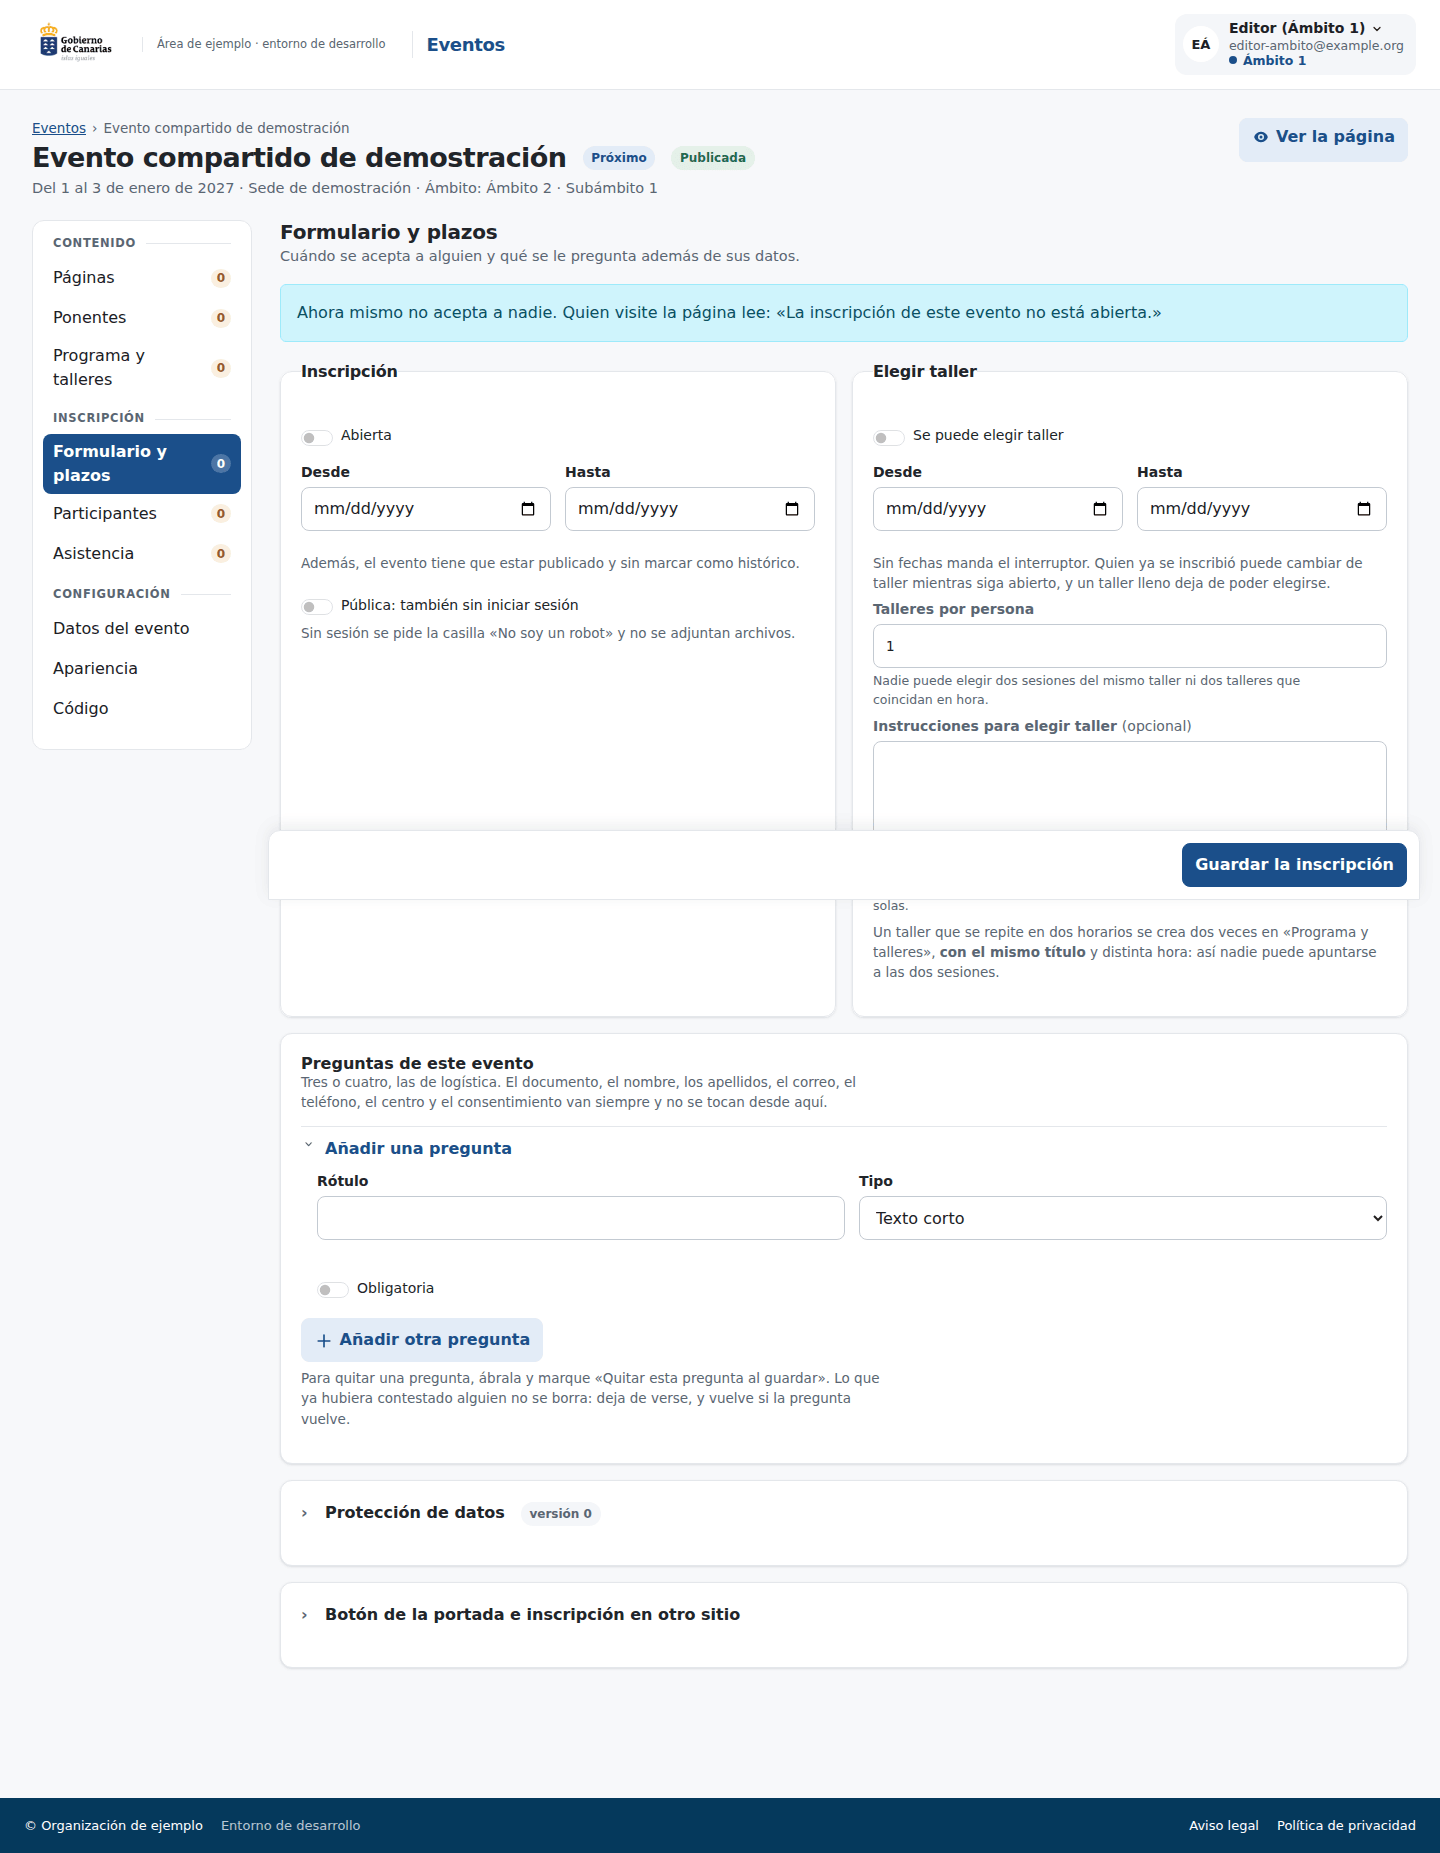 Gobierno
de Canarias
islas iguales
Área de ejemplo · entorno de desarrollo
Eventos
EÁ
Editor (Ámbito 1)
editor-ambito@example.org
Ámbito 1
Eventos › Evento compartido de demostración
Evento compartido de demostración
Próximo
Publicada
Del 1 al 3 de enero de 2027 · Sede de demostración · Ámbito: Ámbito 2 · Subámbito 1
Ver la página
CONTENIDO
Páginas 0
Ponentes 0
Programa y
talleres 0
INSCRIPCIÓN
Formulario y
plazos 0
Participantes 0
Asistencia 0
CONFIGURACIÓN
Datos del evento
Apariencia
Código
Formulario y plazos
Cuándo se acepta a alguien y qué se le pregunta además de sus datos.
Ahora mismo no acepta a nadie. Quien visite la página lee: «La inscripción de este evento no está abierta.»
Inscripción
Abierta
Desde
Hasta
mm/dd/yyyy
mm/dd/yyyy
Además, el evento tiene que estar publicado y sin marcar como histórico.
Pública: también sin iniciar sesión
Sin sesión se pide la casilla «No soy un robot» y no se adjuntan archivos.
Elegir taller
Se puede elegir taller
Desde
Hasta
mm/dd/yyyy
mm/dd/yyyy
Sin fechas manda el interruptor. Quien ya se inscribió puede cambiar de
taller mientras siga abierto, y un taller lleno deja de poder elegirse.
Talleres por persona
1
Nadie puede elegir dos sesiones del mismo taller ni dos talleres que
coincidan en hora.
Instrucciones para elegir taller (opcional)
Guardar la inscripción
solas.
Un taller que se repite en dos horarios se crea dos veces en «Programa y
talleres», con el mismo título y distinta hora: así nadie puede apuntarse
a las dos sesiones.
Preguntas de este evento
Tres o cuatro, las de logística. El documento, el nombre, los apellidos, el correo, el
teléfono, el centro y el consentimiento van siempre y no se tocan desde aquí.
Añadir una pregunta
Rótulo
Tipo
Texto corto
Obligatoria
Añadir otra pregunta
Para quitar una pregunta, ábrala y marque «Quitar esta pregunta al guardar». Lo que
ya hubiera contestado alguien no se borra: deja de verse, y vuelve si la pregunta
vuelve.
› Protección de datos
versión 0
› Botón de la portada e inscripción en otro sitio
© Organización de ejemplo
Entorno de desarrollo
Aviso legal
Política de privacidad